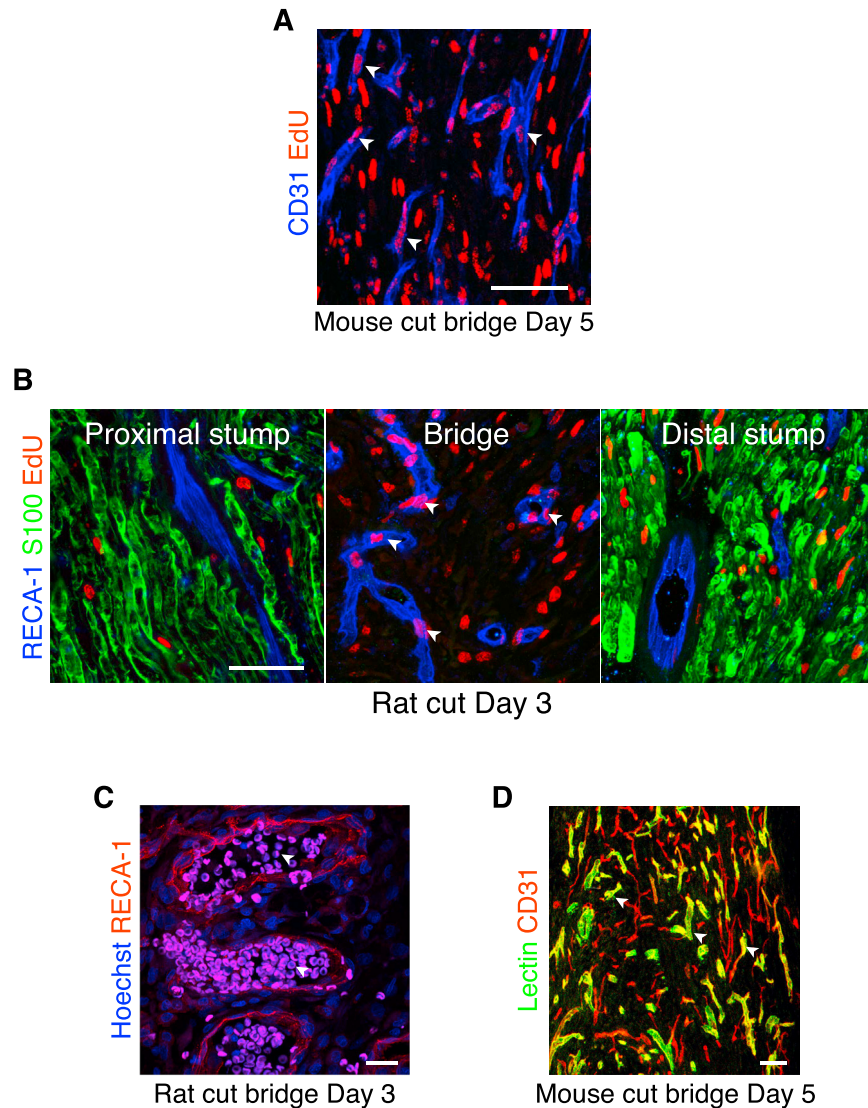 A
CD31 EdU
Mouse cut bridge Day 5
B
RECA-1 S100 EdU
Proximal stump
Bridge
Distal stump
Rat cut Day 3
C
Hoechst RECA-1
Rat cut bridge Day 3
D
Lectin CD31
Mouse cut bridge Day 5